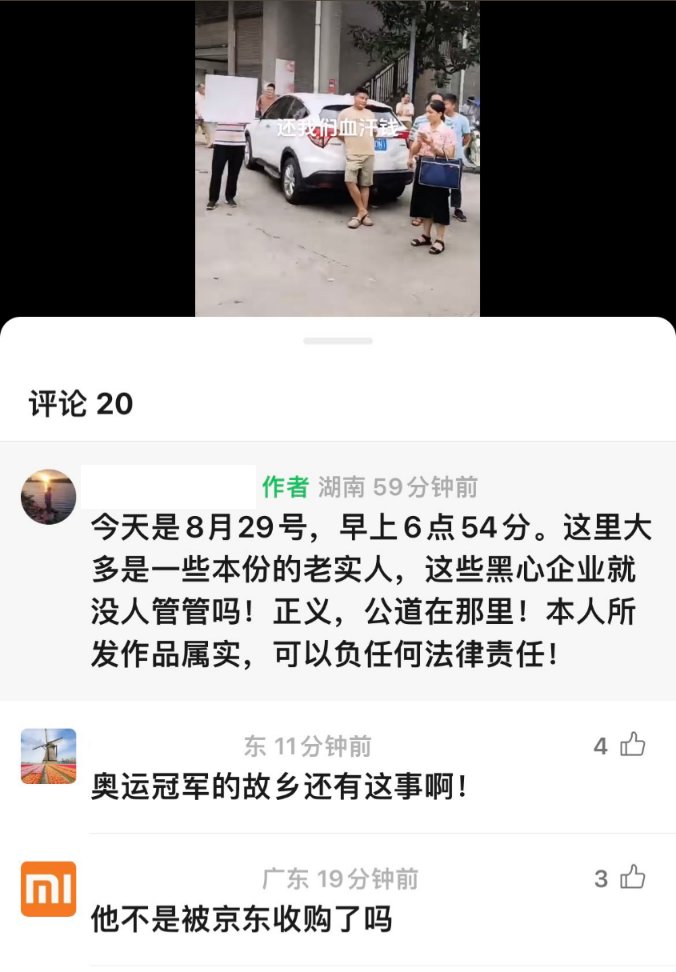 还我们血汗钱
评论 20
作者 湖南 59分钟前
今天是8月29号，早上6点54分。这里大
多是一些本份的老实人，这些黑心企业就
没人管管吗！正义，公道在那里！本人所
发作品属实，可以负任何法律责任！
东 11分钟前 4
奥运冠军的故乡还有这事啊！
广东 19分钟前 3
他不是被京东收购了吗